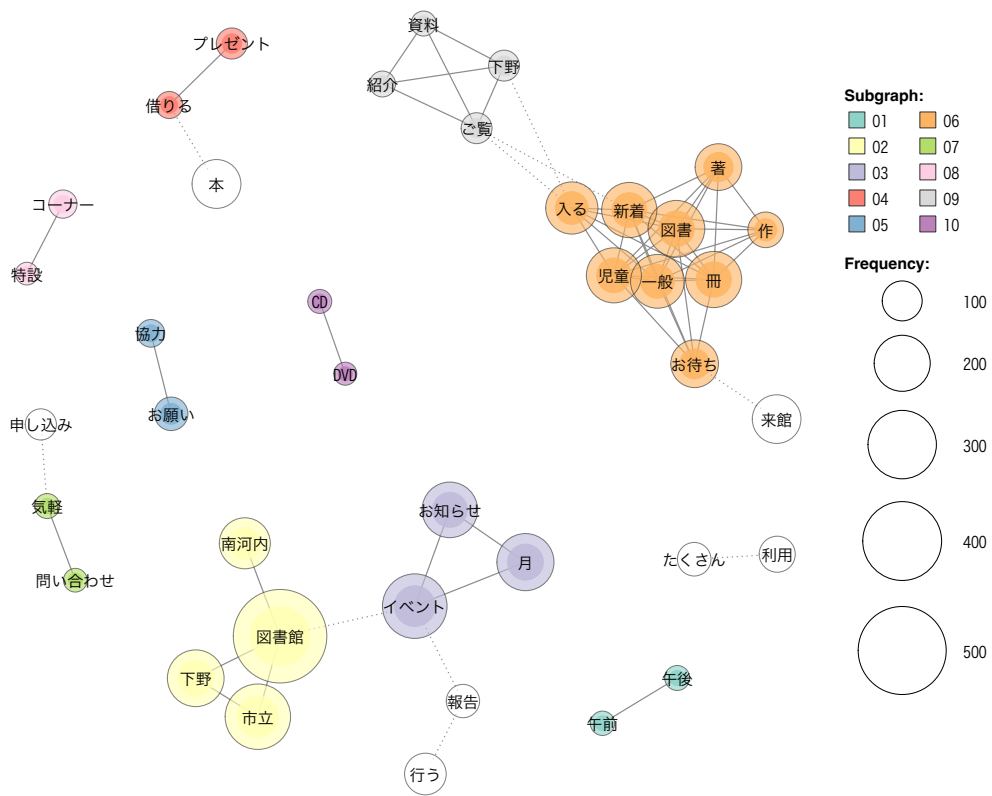 資料
プレゼント
下野
紹介
借りる
ご覧
著
本
コーナー
入る
新着
図書
作
特設
児童
一般
冊
CD
協力
お待ち
DVD
お願い
来館
申し込み
気軽
お知らせ
南河内
月
たくさん
利用
問い合わせ
イベント
図書館
下野
午後
報告
市立
午前
行う
Subgraph:
01 06
02 07
03 08
04 09
05 10
Frequency:
100
200
300
400
500